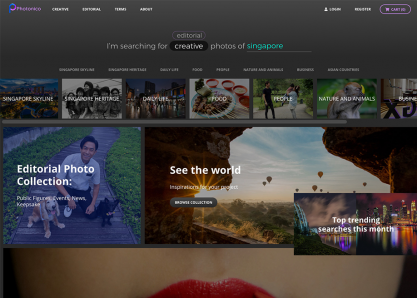 Photonico
CREATIVE
EDITORIAL
TERMS
ABOUT
LOGIN
REGISTER
CART $0
editorial
I'm searching for creative photos of singapore
SINGAPORE SKYLINE
SINGAPORE HERITAGE
DAILY LIFE
FOOD
PEOPLE
NATURE AND ANIMALS
BUSINESS
ASIAN COUNTRIES
SINGAPORE SKYLINE
SINGAPORE HERITAGE
DAILY LIFE
FOOD
PEOPLE
NATURE AND ANIMALS
BUSINE
Editorial Photo
Collection:
Public Figures, Events, News,
Keepsake
See the world
Inspirations for your project
BROWSE COLLECTION
Top trending
searches this month